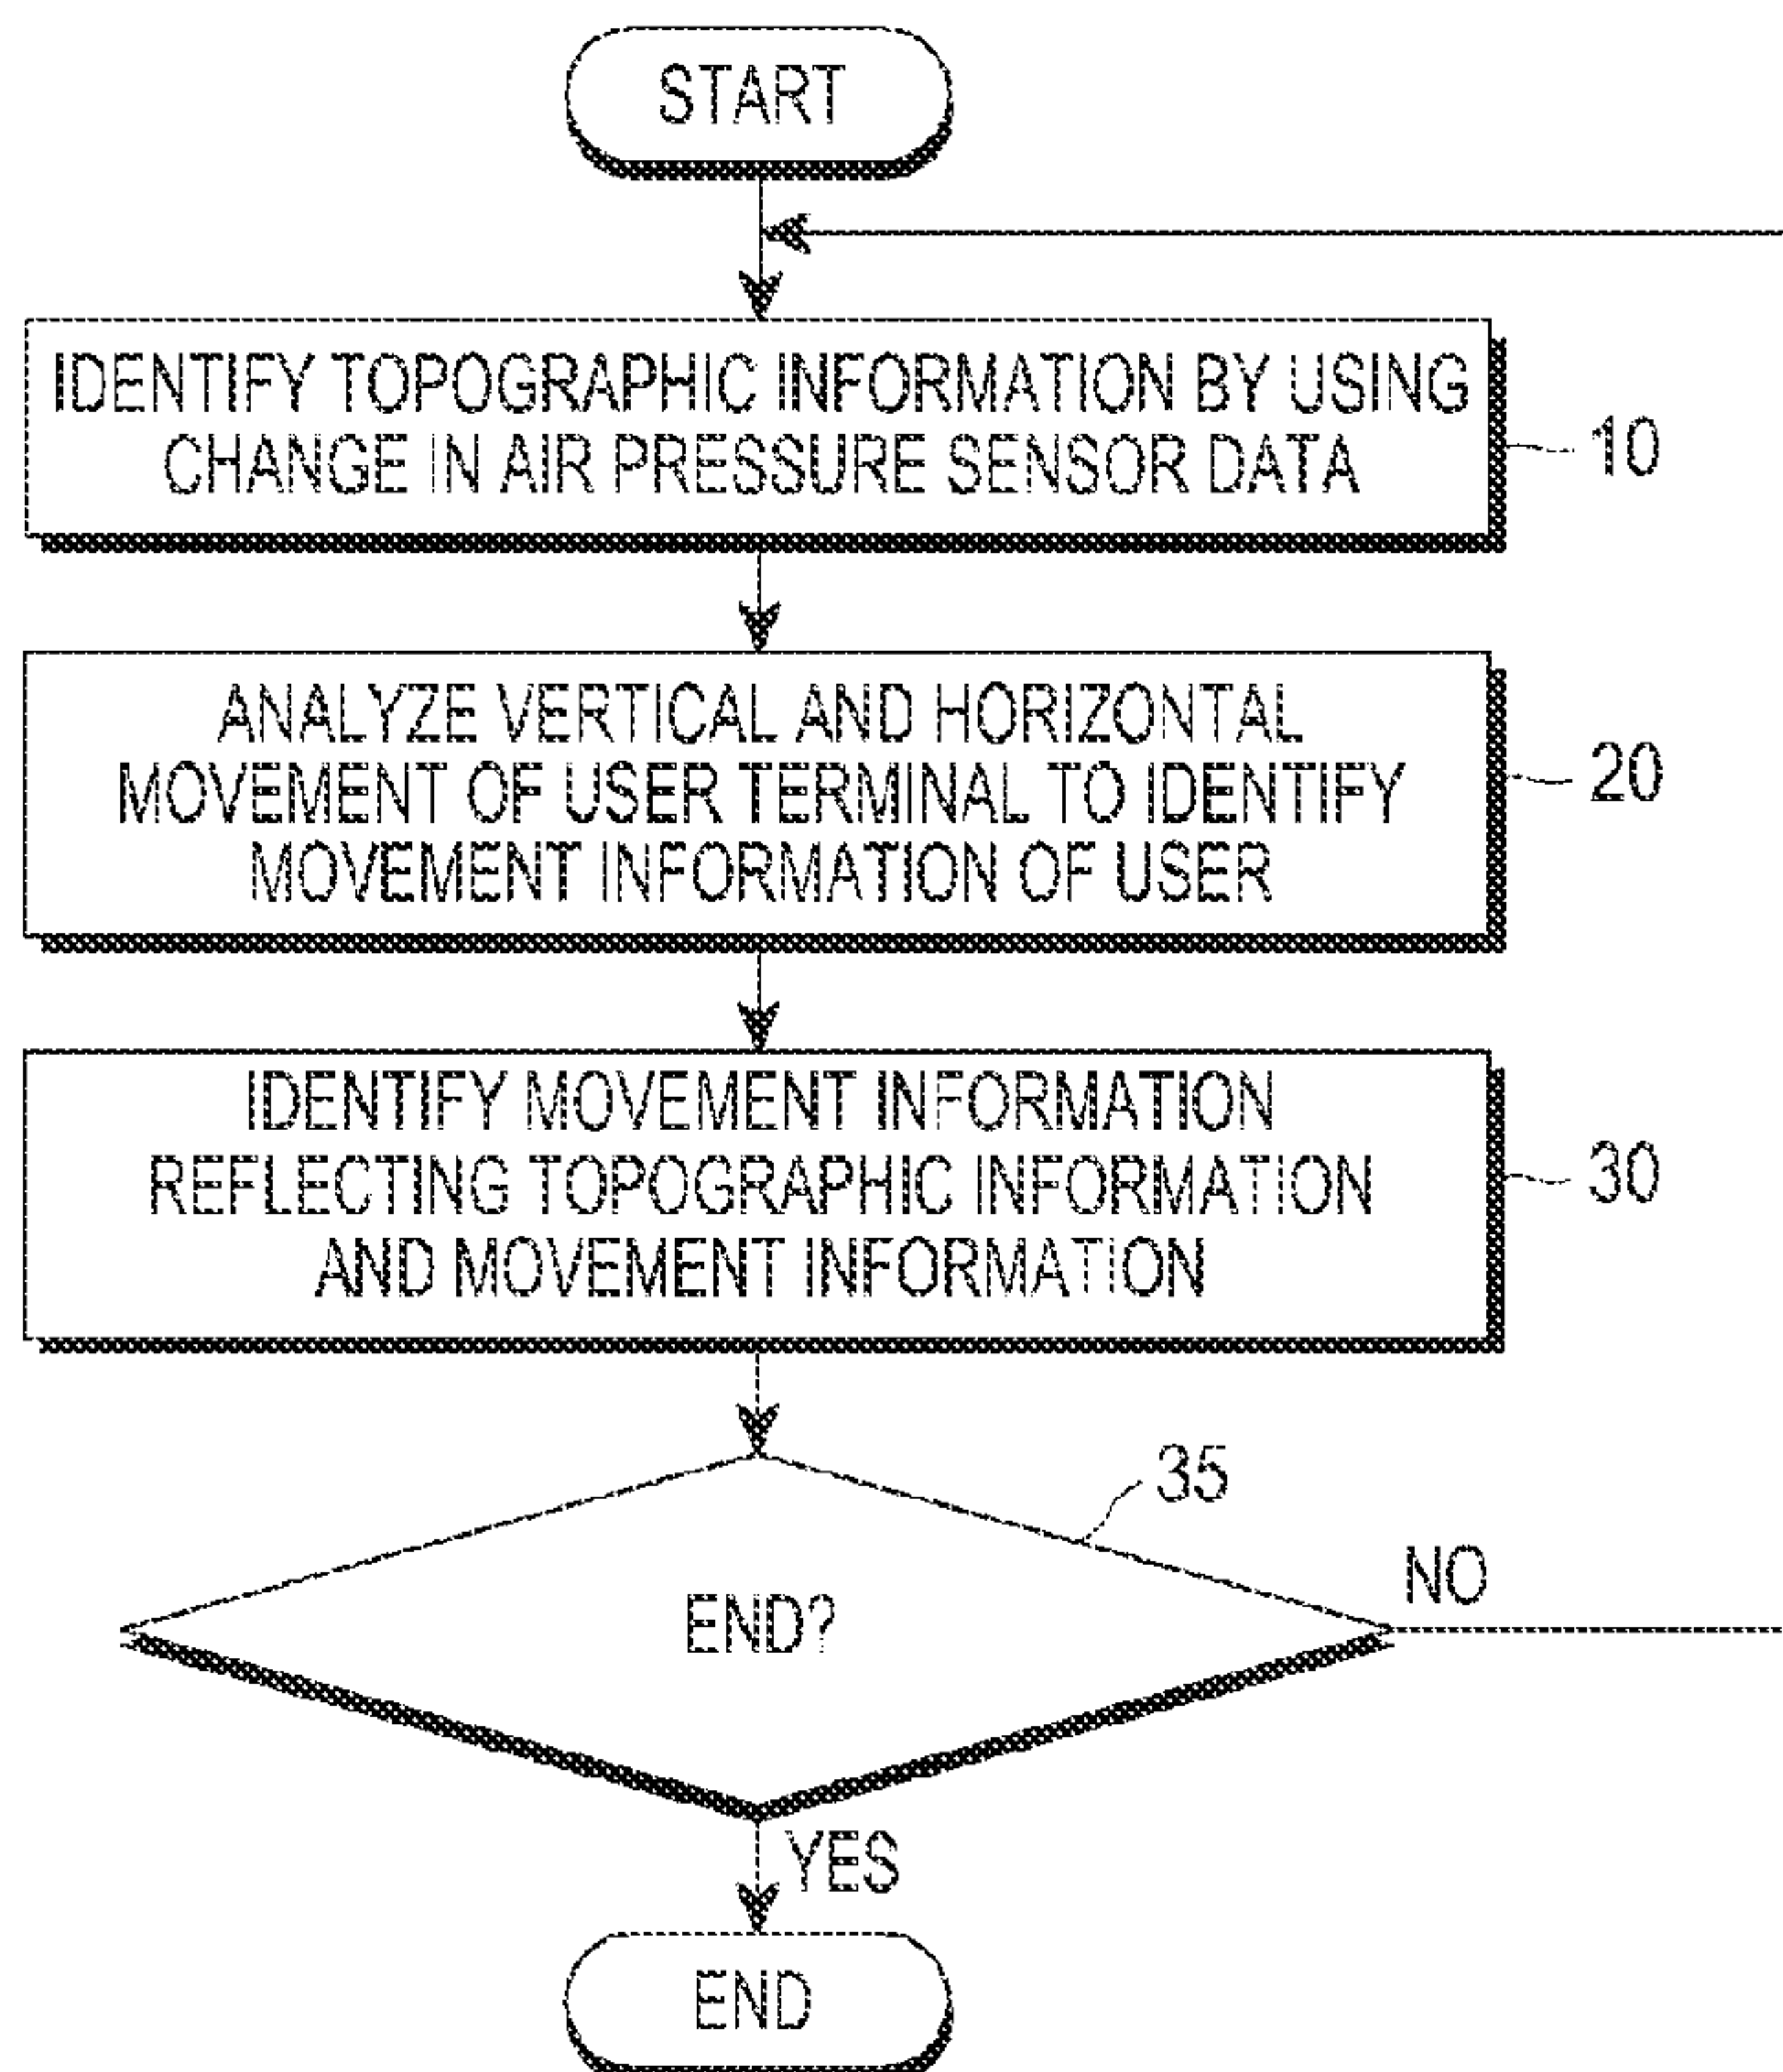 START
IDENTIFY TOPOGRAPHIC INFORMATION BY USING
CHANGE IN AIR PRESSURE SENSOR DATA
10
ANALYZE VERTICAL AND HORIZONTAL
MOVEMENT OF USER TERMINAL TO IDENTIFY
MOVEMENT INFORMATION OF USER
20
IDENTIFY MOVEMENT INFORMATION
REFLECTING TOPOGRAPHIC INFORMATION
AND MOVEMENT INFORMATION
30
35
END?
NO
YES
END